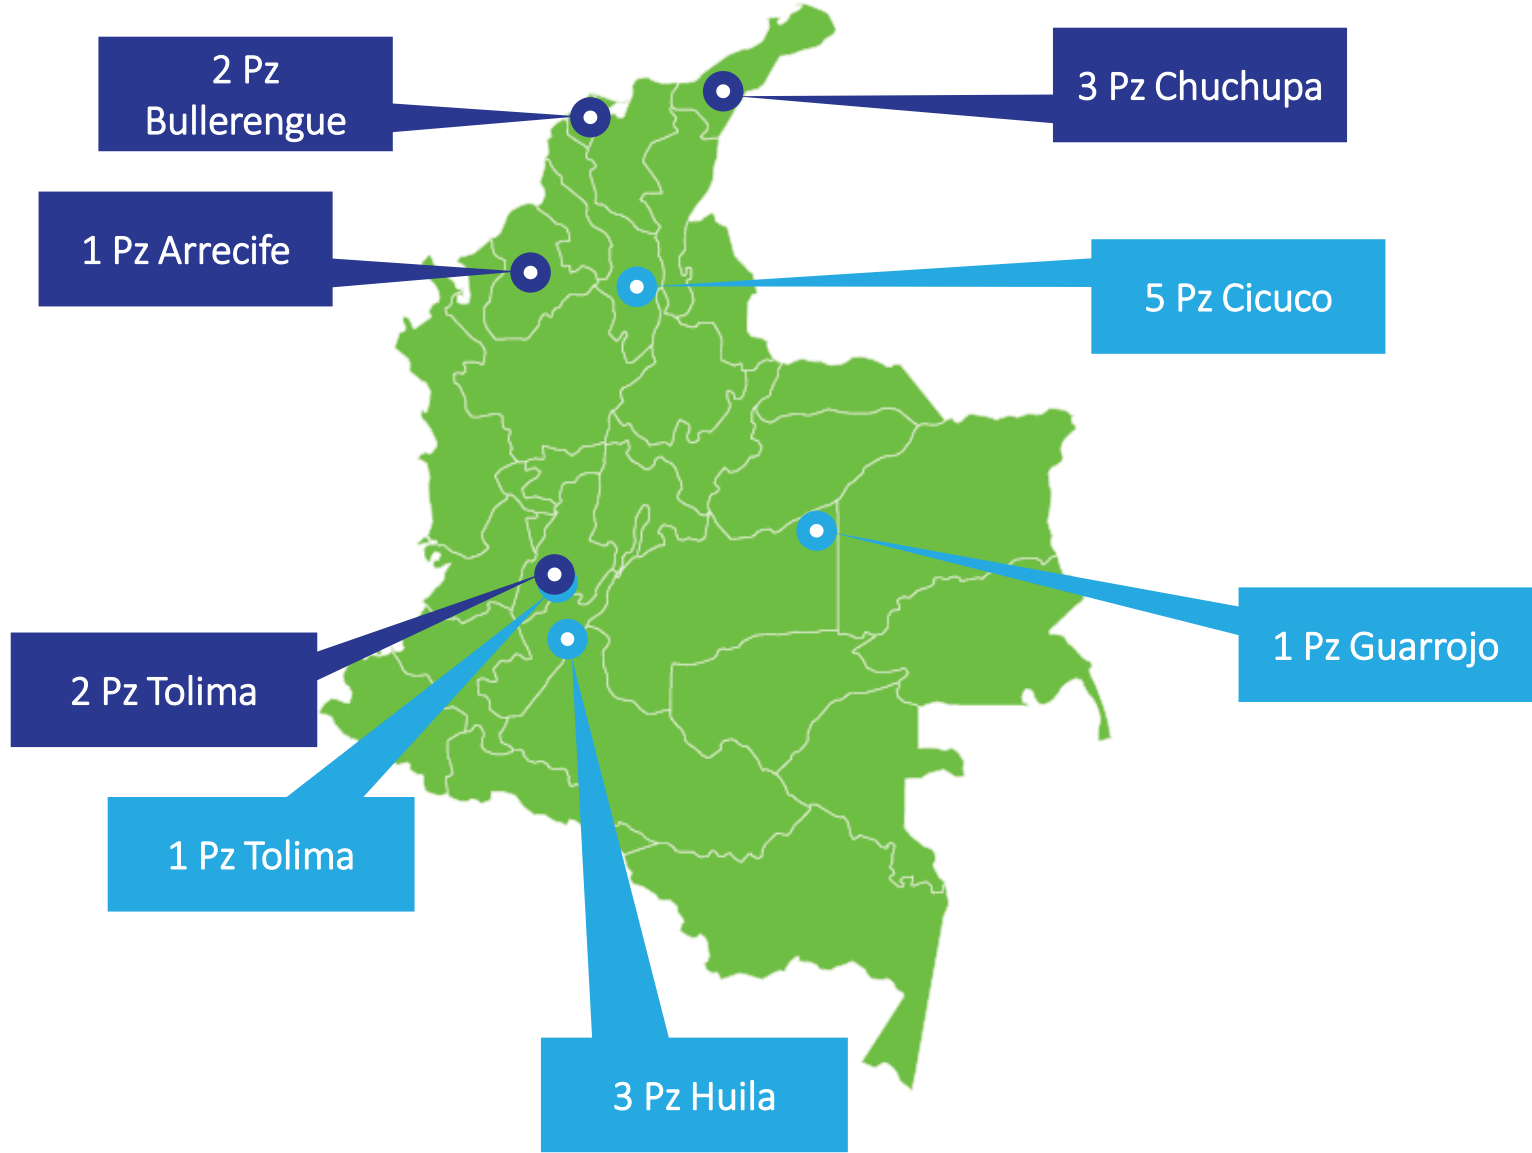 2 Pz
Bullerengue
3 Pz Chuchupa
1 Pz Arrecife
5 Pz Cicuco
1 Pz Guarrojo
2 Pz Tolima
1 Pz Tolima
3 Pz Huila